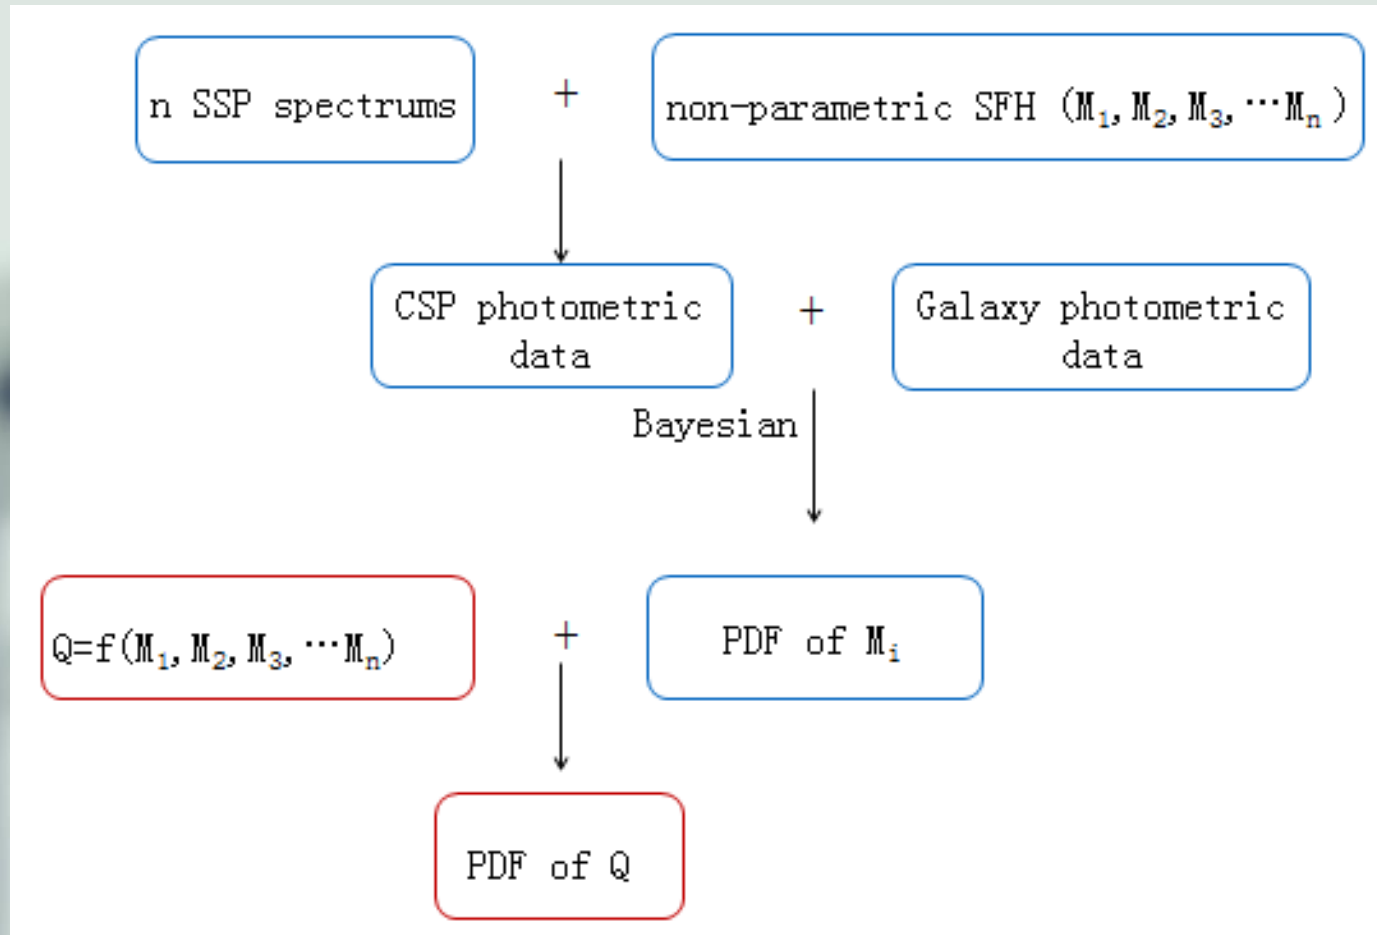 n SSP spectrums
+
non-parametric SFH (M₁, M₂, M₃, ⋯Mₙ)
CSP photometric
data
+
Galaxy photometric
data
Bayesian
Q=f(M₁, M₂, M₃, ⋯Mₙ)
+
PDF of Mᵢ
PDF of Q